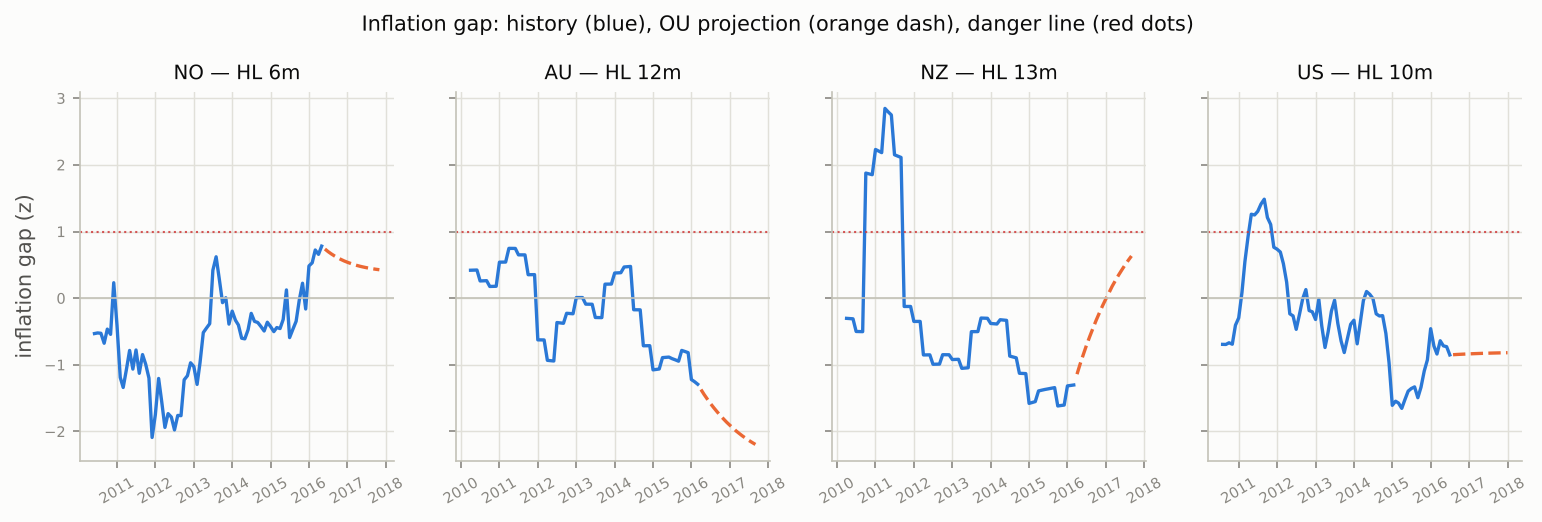 Inflation gap: history (blue), OU projection (orange dash), danger line (red dots)
NO — HL 6m
AU — HL 12m
NZ — HL 13m
US — HL 10m
inflation gap (z)
3
2
1
0
−1
−2
2011 2012 2013 2014 2015 2016 2017 2018
2010 2011 2012 2013 2014 2015 2016 2017 2018
2010 2011 2012 2013 2014 2015 2016 2017 2018
2011 2012 2013 2014 2015 2016 2017 2018